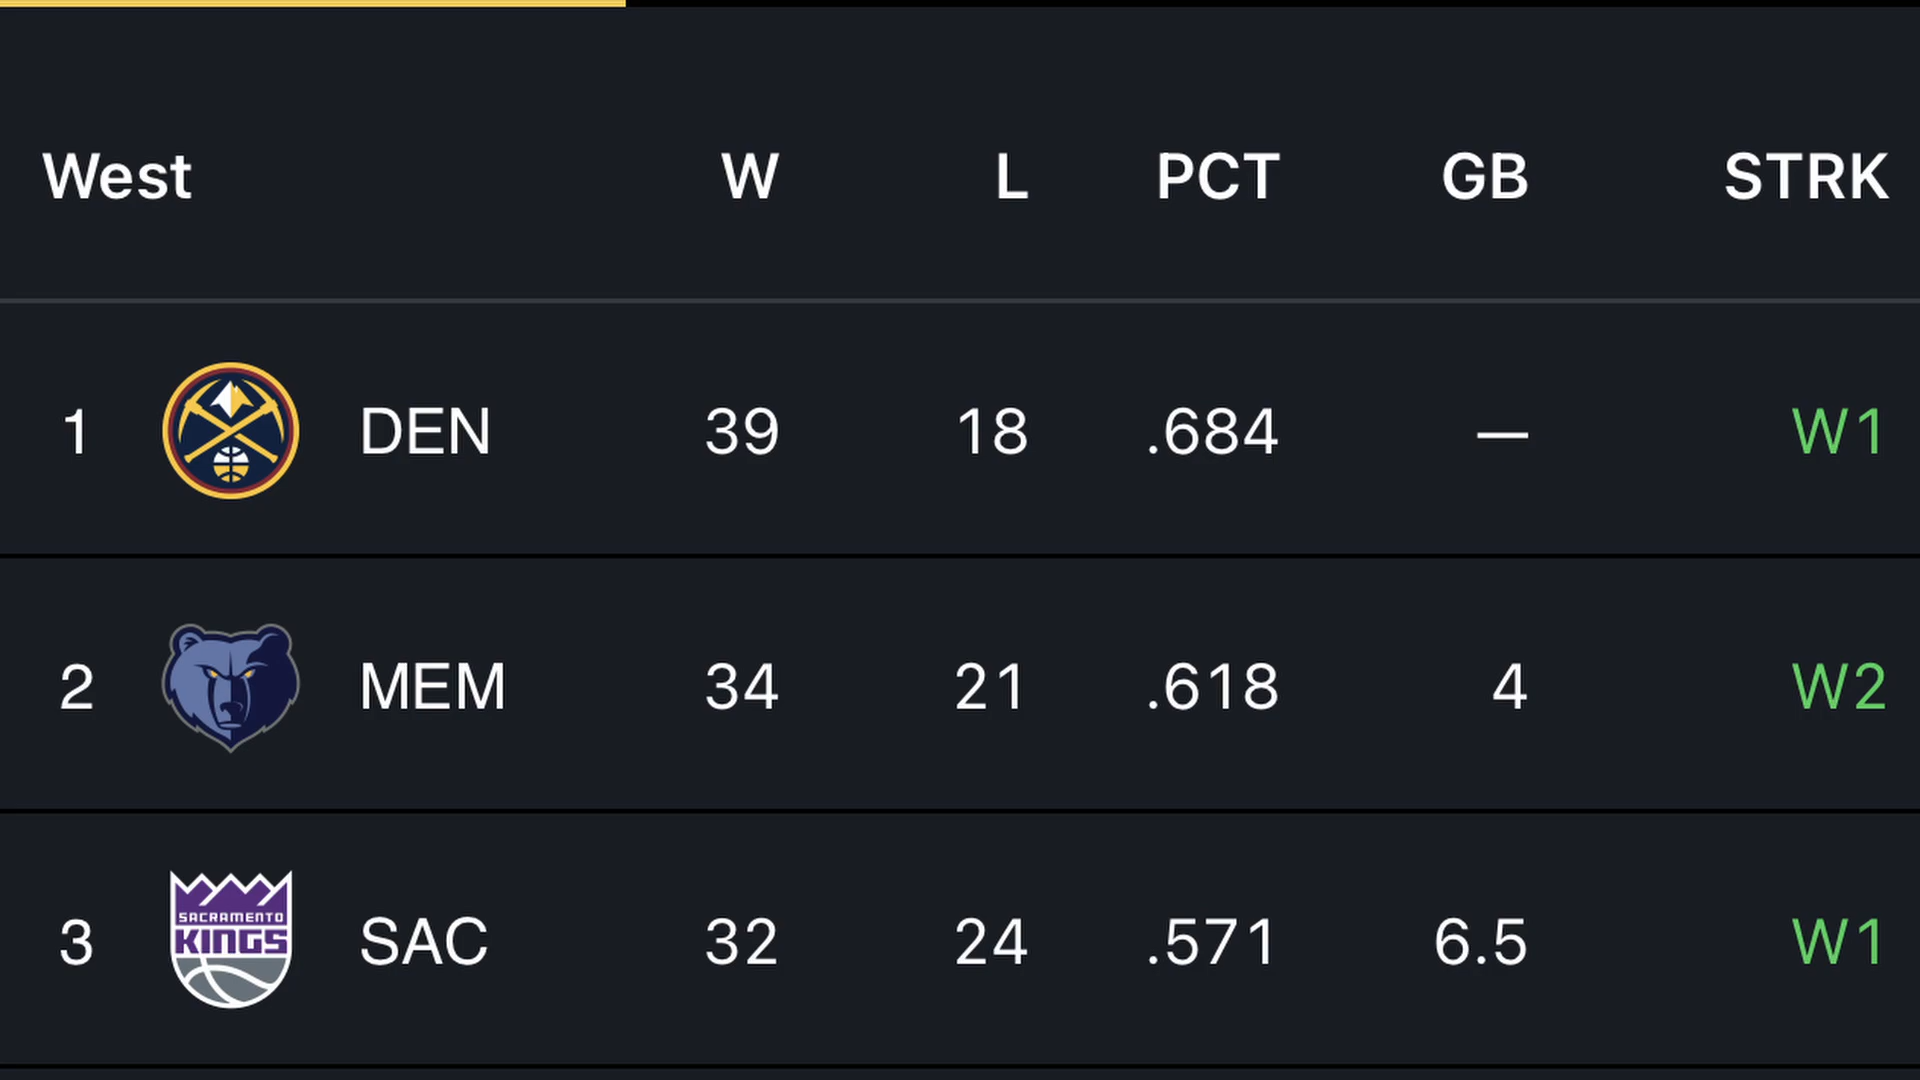 West W L PCT GB STRK
1 DEN 39 18 .684 — W1
2 MEM 34 21 .618 4 W2
3 SACRAMENTO KINGS SAC 32 24 .571 6.5 W1